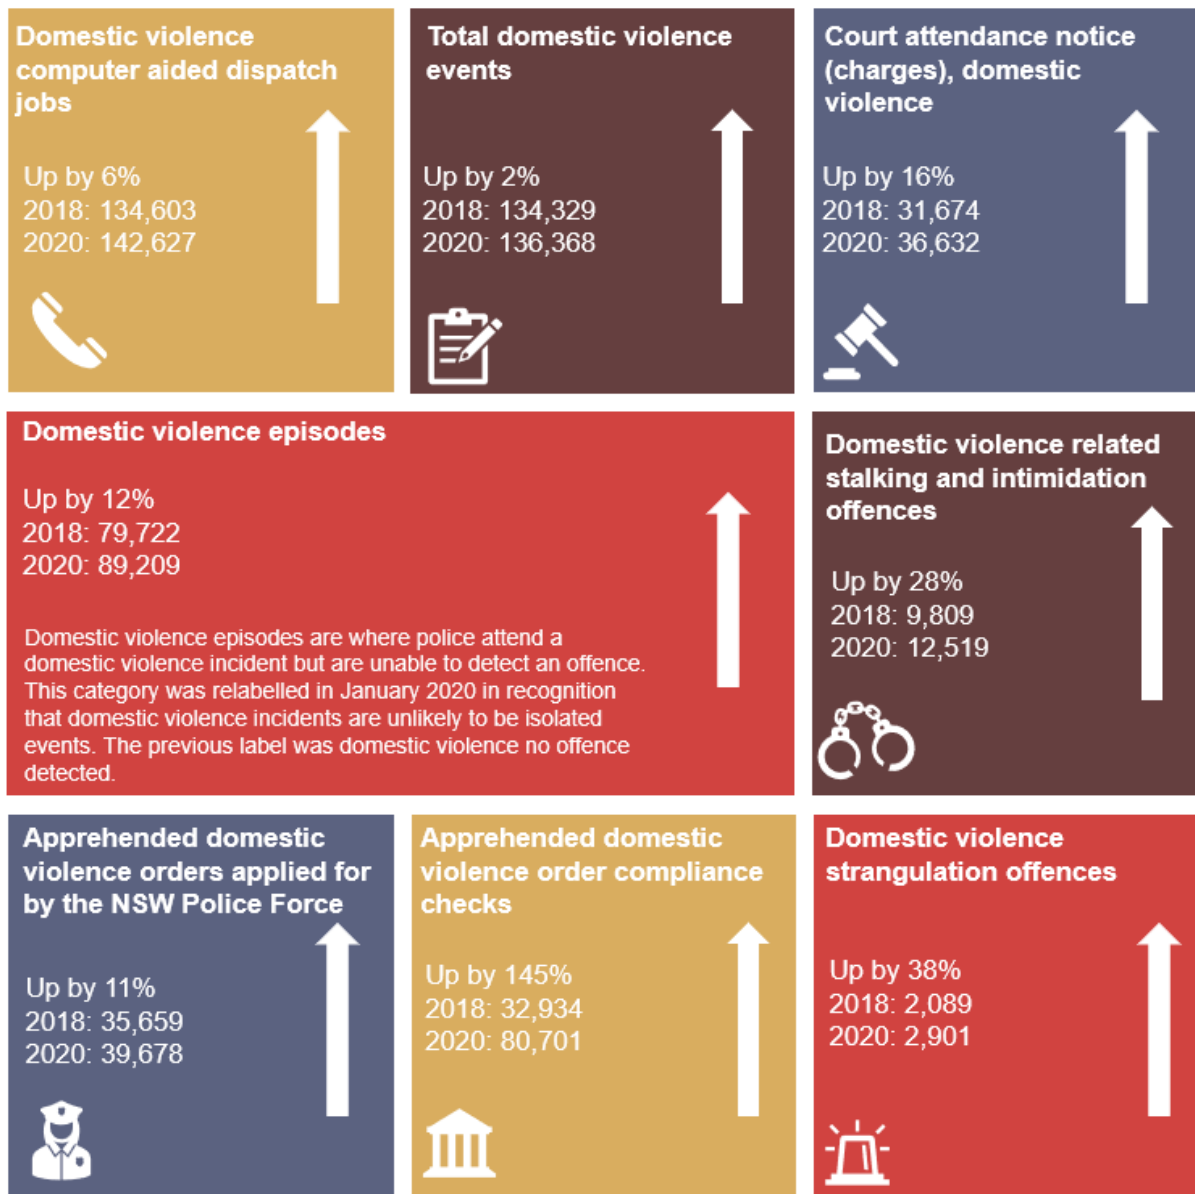 Domestic violence
computer aided dispatch
jobs
Up by 6%
2018: 134,603
2020: 142,627
Total domestic violence
events
Up by 2%
2018: 134,329
2020: 136,368
Court attendance notice
(charges), domestic
violence
Up by 16%
2018: 31,674
2020: 36,632
Domestic violence episodes
Up by 12%
2018: 79,722
2020: 89,209
Domestic violence episodes are where police attend a
domestic violence incident but are unable to detect an offence.
This category was relabelled in January 2020 in recognition
that domestic violence incidents are unlikely to be isolated
events. The previous label was domestic violence no offence
detected.
Domestic violence related
stalking and intimidation
offences
Up by 28%
2018: 9,809
2020: 12,519
Apprehended domestic
violence orders applied for
by the NSW Police Force
Up by 11%
2018: 35,659
2020: 39,678
Apprehended domestic
violence order compliance
checks
Up by 145%
2018: 32,934
2020: 80,701
Domestic violence
strangulation offences
Up by 38%
2018: 2,089
2020: 2,901